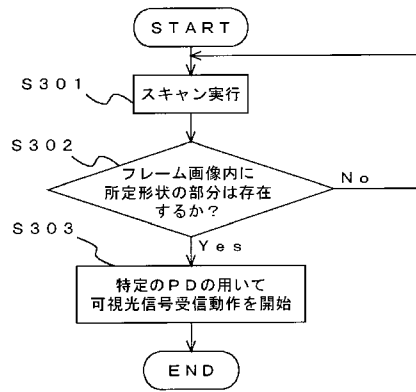 START
S301
スキャン実行
S302
フレーム画像内に
所定形状の部分は存在
するか？
No
Yes
S303
特定のPDの用いて
可視光信号受信動作を開始
END